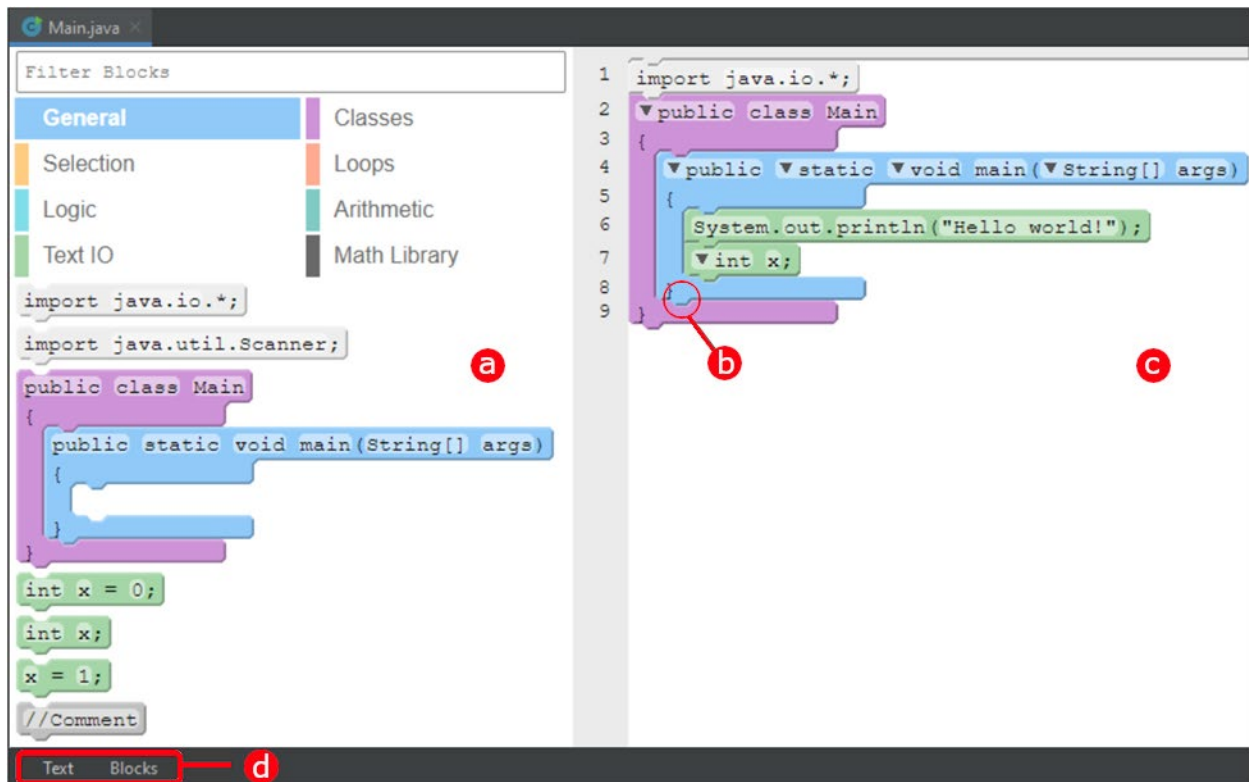 Main.java
Filter Blocks
General
Classes
Selection
Loops
Logic
Arithmetic
Text IO
Math Library
import java.io.*;
import java.util.Scanner;
a
public class Main
{
public static void main(String[] args)
{
}
}
int x = 0;
int x;
x = 1;
//Comment
1 import java.io.*;
2 public class Main
3 {
4 public static void main(String[] args)
5 {
6 System.out.println("Hello world!");
7 int x;
8 }
9 }
b
c
Text Blocks
d